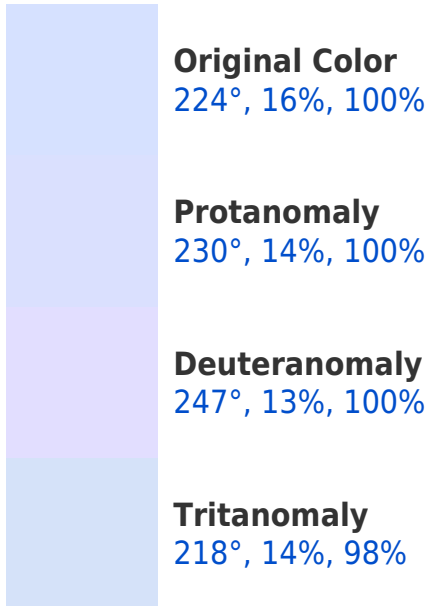 Original Color
224°, 16%, 100%
Protanomaly
230°, 14%, 100%
Deuteranomaly
247°, 13%, 100%
Tritanomaly
218°, 14%, 98%